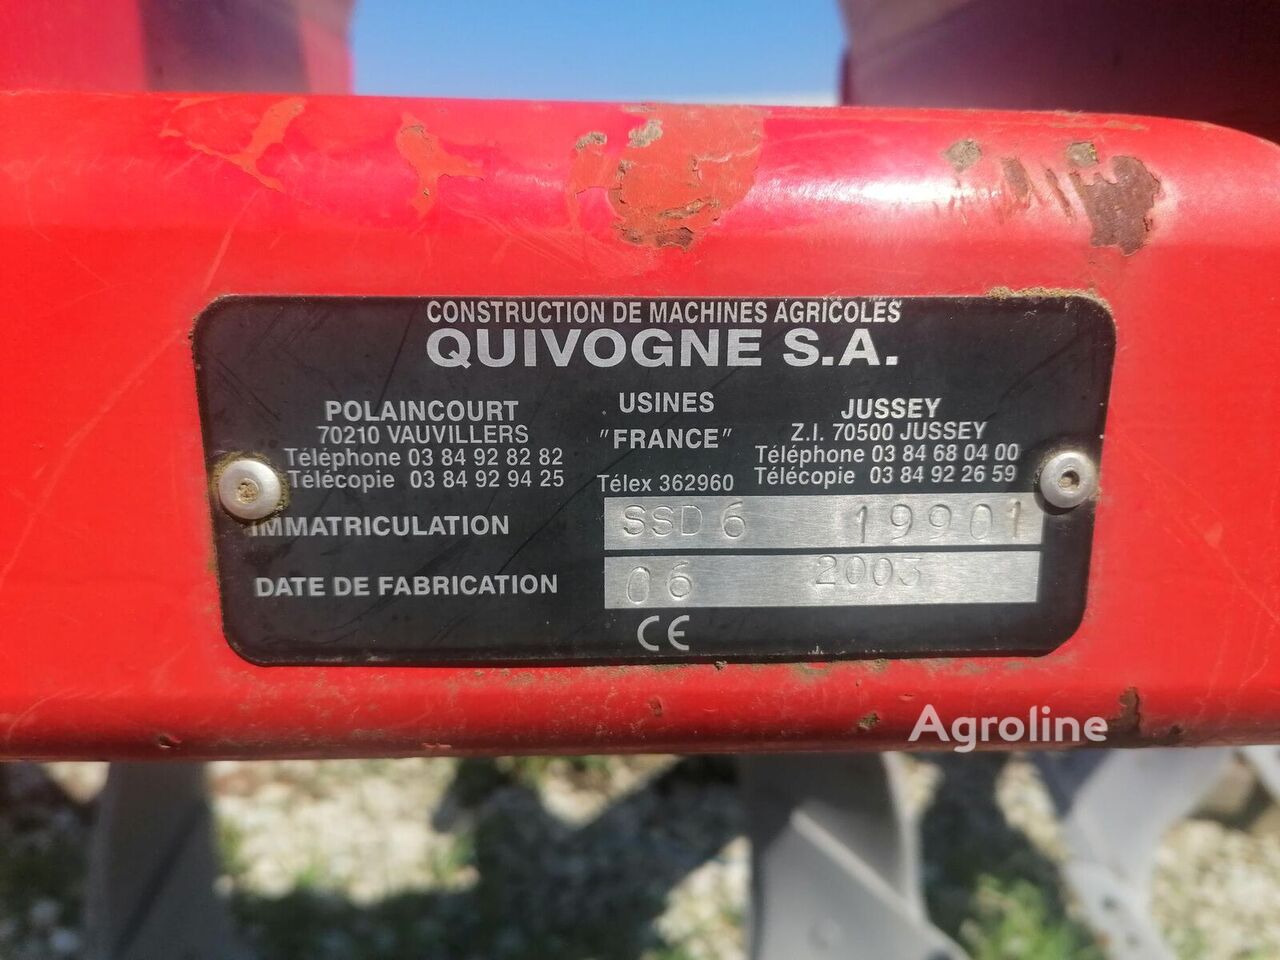 CONSTRUCTION DE MACHINES AGRICOLES
QUIVOGNE S.A.
POLAINCOURT
70210 VAUVILLERS
Téléphone 03 84 92 82 82
Télécopie 03 84 92 94 25
USINES
"FRANCE"
Télex 362960
JUSSEY
Z.I. 70500 JUSSEY
Téléphone 03 84 68 04 00
Télécopie 03 84 92 26 59
IMMATRICULATION SSD6 19901
DATE DE FABRICATION 06 2003
CE
Agroline